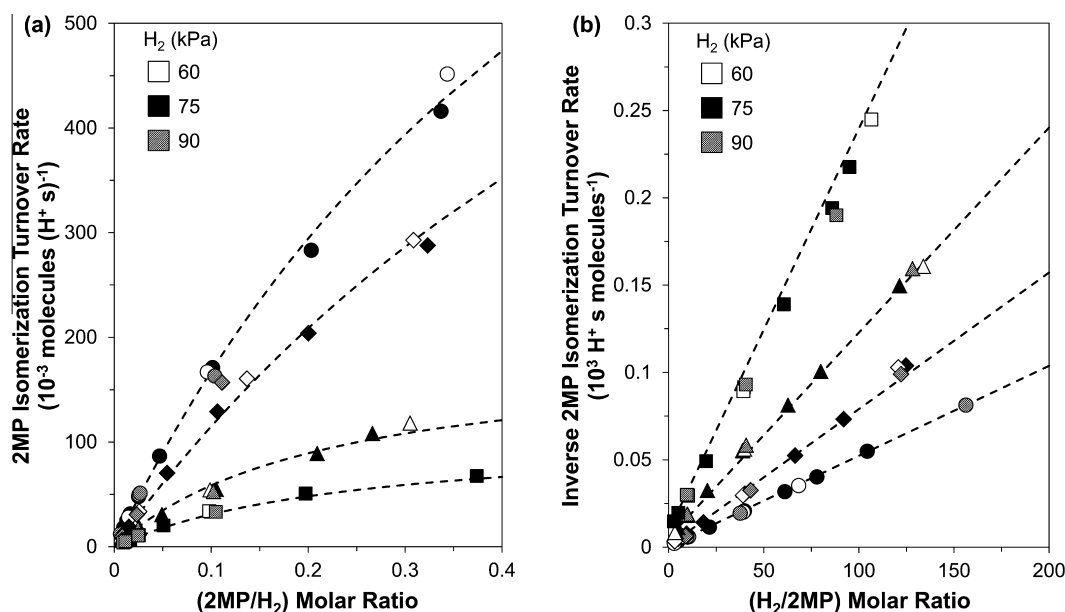 (a)
H₂ (kPa)
60
75
90
500
400
300
200
100
0
0
0.1
0.2
0.3
0.4
2MP Isomerization Turnover Rate
(10⁻³ molecules (H⁺ s)⁻¹)
(2MP/H₂) Molar Ratio
(b)
H₂ (kPa)
60
75
90
0.3
0.25
0.2
0.15
0.1
0.05
0
0
50
100
150
200
Inverse 2MP Isomerization Turnover Rate
(10³ H⁺ s molecules⁻¹)
(H₂/2MP) Molar Ratio